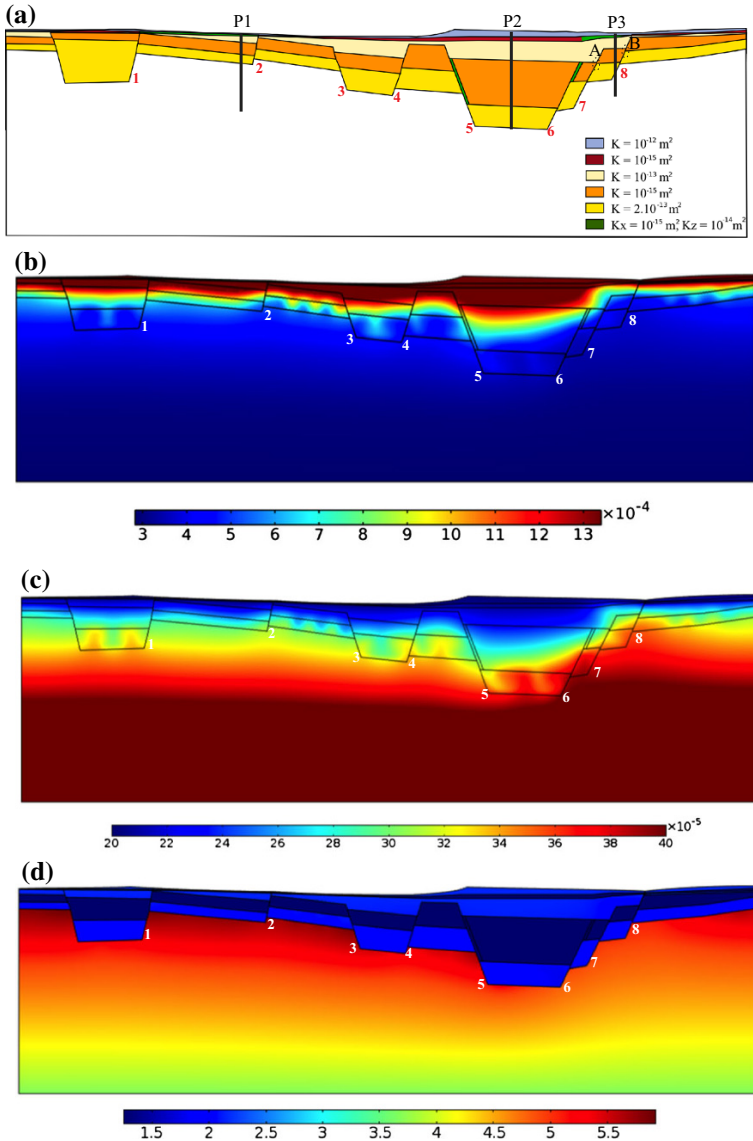 (a)
P1 P2 P3
A B
1 2 3 4 5 6 7 8
K = 10⁻¹² m²
K = 10⁻¹⁵ m²
K = 10⁻¹³ m²
K = 10⁻¹⁵ m²
K = 2.10⁻¹² m²
Kx = 10⁻¹⁵ m², Kz = 10⁻¹⁴ m²
(b)
1 2 3 4 5 6 7 8
3 4 5 6 7 8 9 10 11 12 13 ×10⁻⁴
(c)
1 2 3 4 5 6 7 8
20 22 24 26 28 30 32 34 36 38 40 ×10⁻⁵
(d)
1 2 3 4 5 6 7 8
1.5 2 2.5 3 3.5 4 4.5 5 5.5